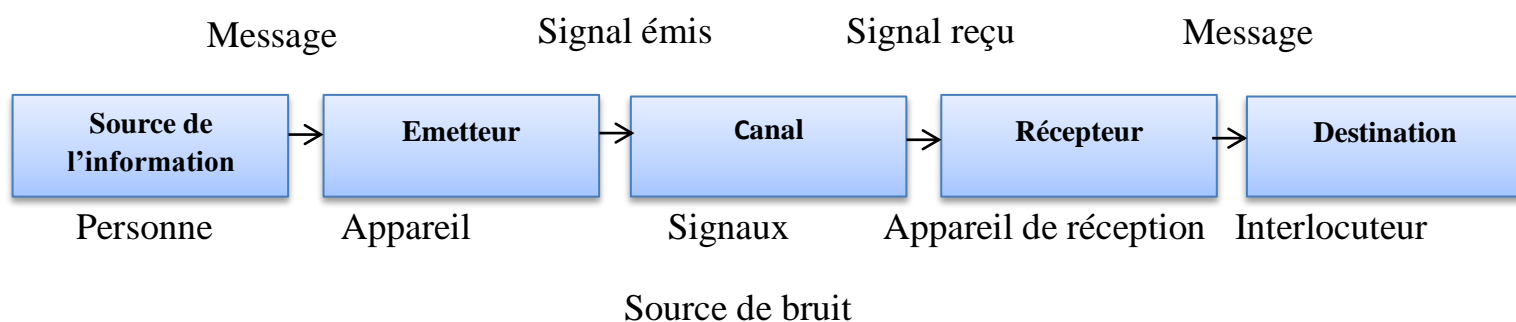 Message Signal émis Signal reçu Message
Source de l’information Emetteur Canal Récepteur Destination
Personne Appareil Signaux Appareil de réception Interlocuteur
Source de bruit